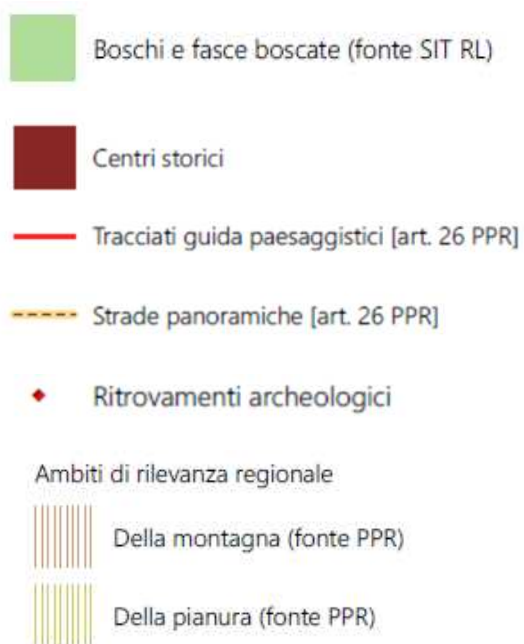 Boschi e fasce boscate (fonte SIT RL)
Centri storici
Tracciati guida paesaggistici [art. 26 PPR]
Strade panoramiche [art. 26 PPR]
Ritrovamenti archeologici
Ambiti di rilevanza regionale
Della montagna (fonte PPR)
Della pianura (fonte PPR)